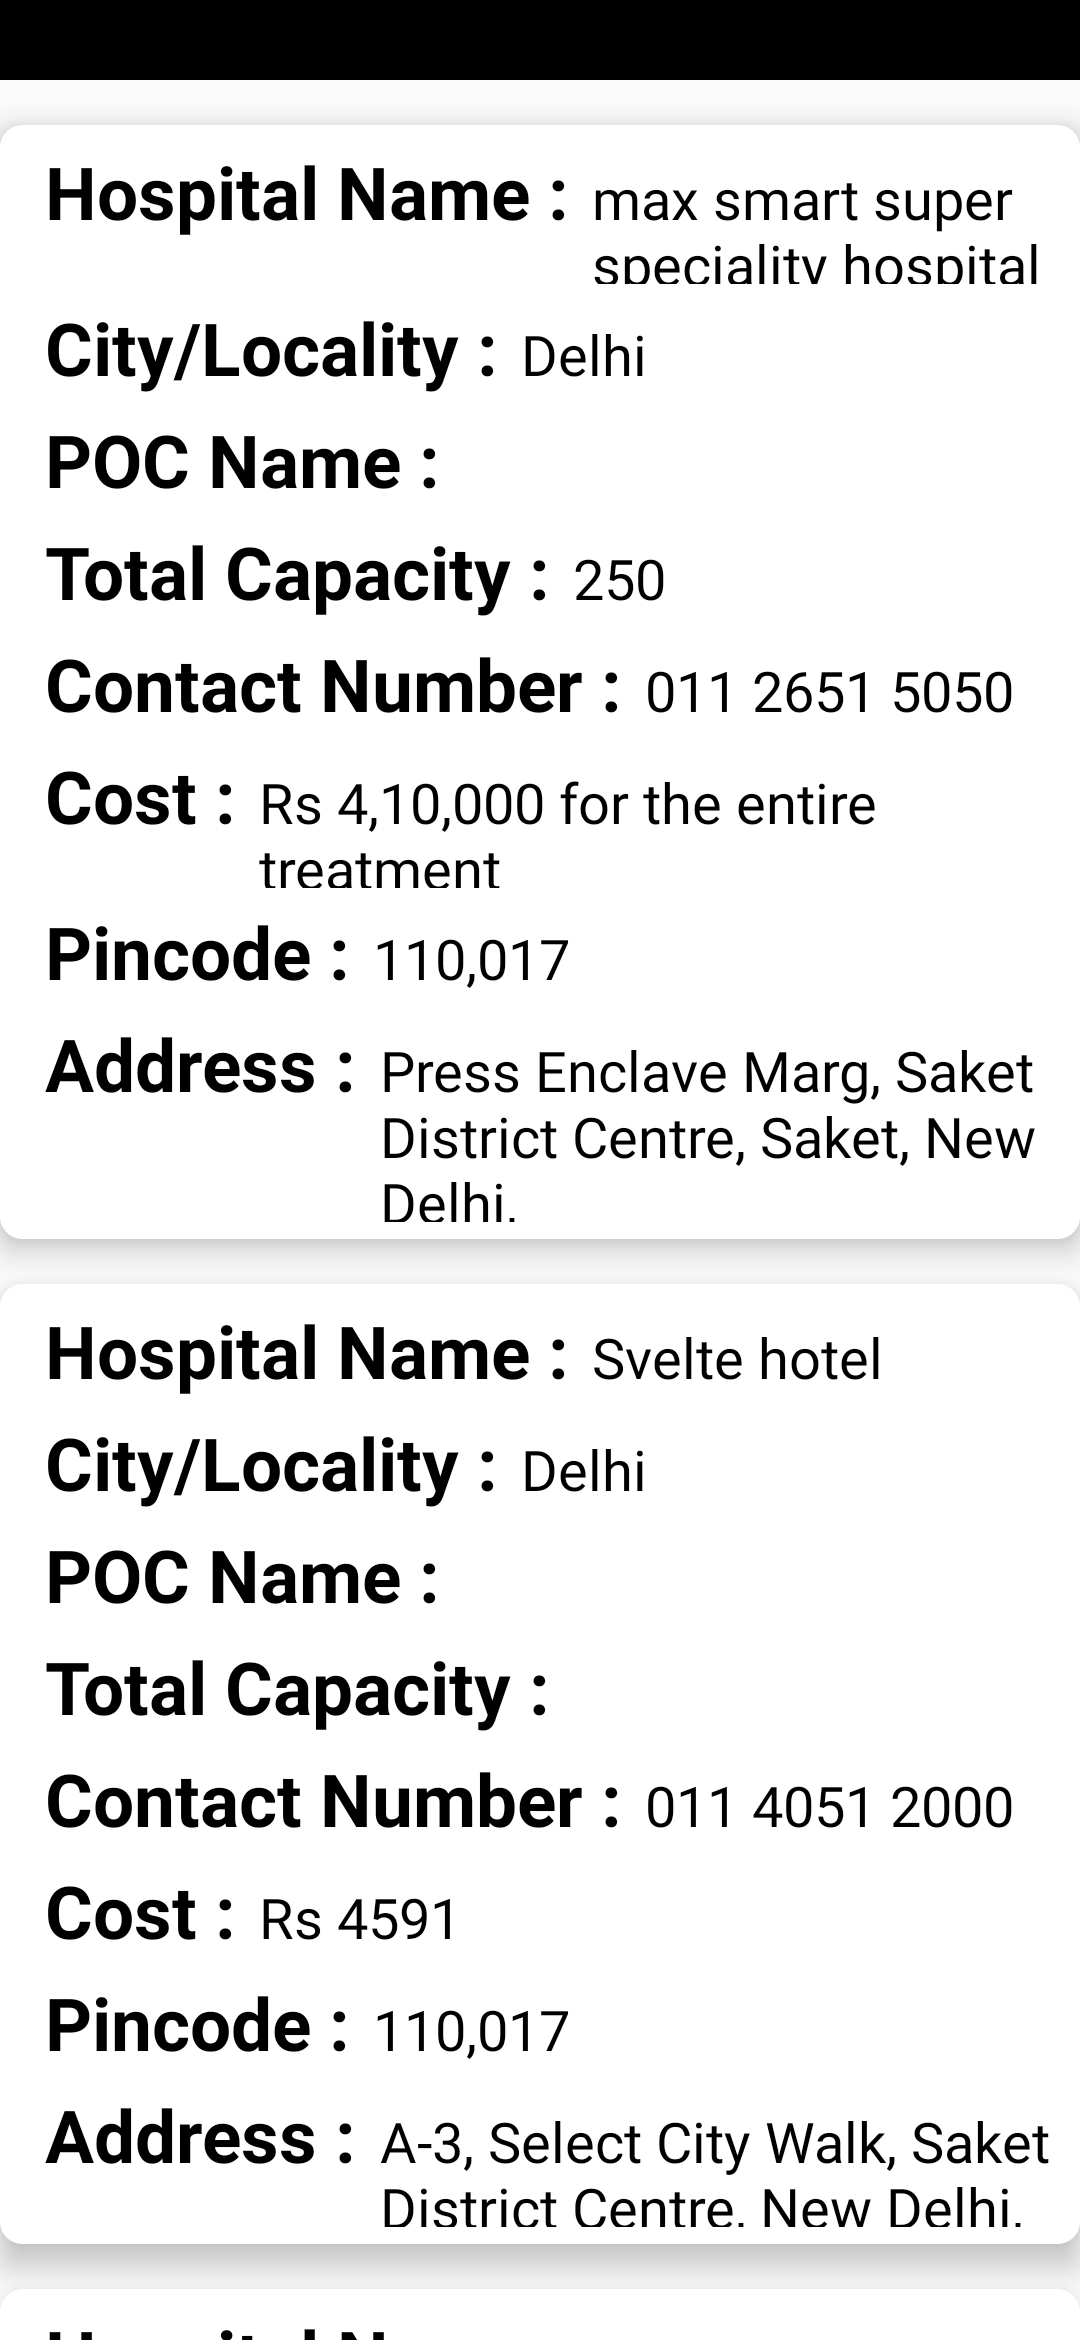 Hospital Name : max smart super
speciality hospital
City/Locality : Delhi
POC Name :
Total Capacity : 250
Contact Number : 011 2651 5050
Cost : Rs 4,10,000 for the entire
treatment
Pincode : 110,017
Address : Press Enclave Marg, Saket
District Centre, Saket, New
Delhi,
Hospital Name : Svelte hotel
City/Locality : Delhi
POC Name :
Total Capacity :
Contact Number : 011 4051 2000
Cost : Rs 4591
Pincode : 110,017
Address : A-3, Select City Walk, Saket
District Centre, New Delhi,